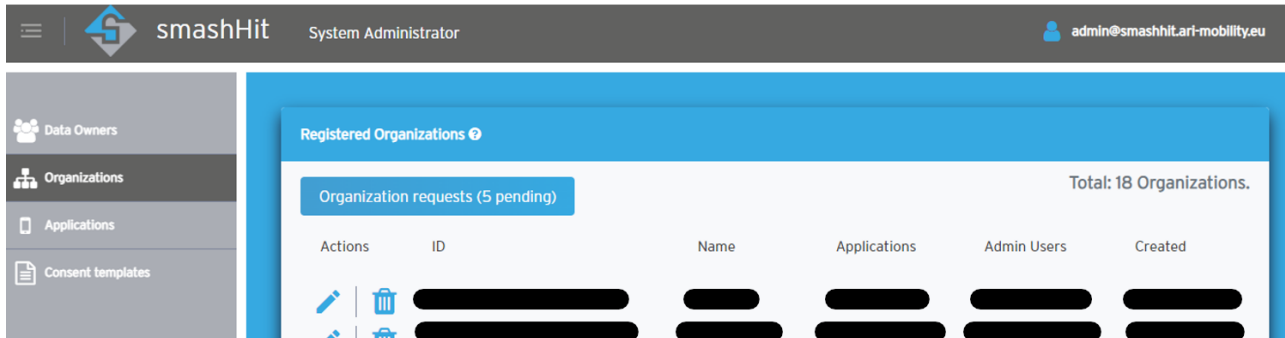 smashHit
System Administrator
admin@smashhit.ari-mobility.eu
Data Owners
Organizations
Applications
Consent templates
Registered Organizations
Organization requests (5 pending)
Total: 18 Organizations.
Actions ID Name Applications Admin Users Created